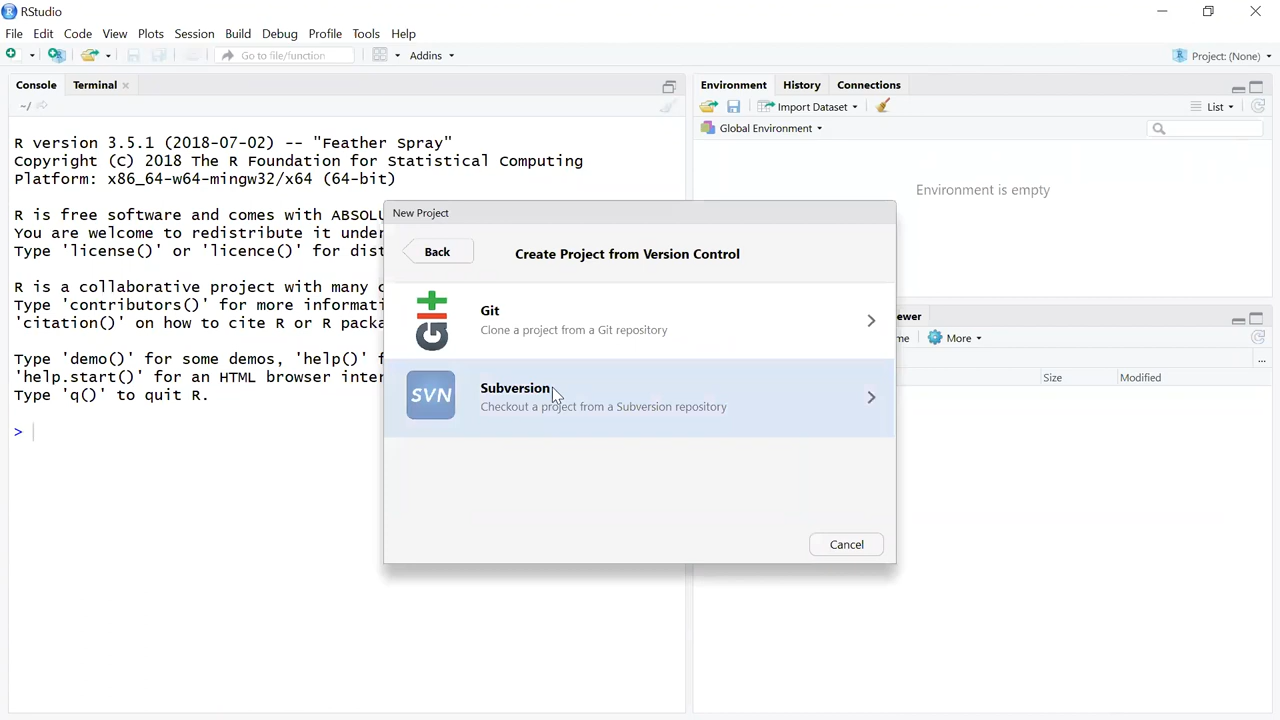 RStudio
File Edit Code View Plots Session Build Debug Profile Tools Help
Go to file/function Addins Project: (None)
Console Terminal
~/
R version 3.5.1 (2018-07-02) -- "Feather Spray"
Copyright (C) 2018 The R Foundation for Statistical Computing
Platform: x86_64-w64-mingw32/x64 (64-bit)
R is free software and comes with ABSOLU
You are welcome to redistribute it under
Type 'license()' or 'licence()' for dist
R is a collaborative project with many c
Type 'contributors()' for more informati
'citation()' on how to cite R or R packa
Type 'demo()' for some demos, 'help()' f
'help.start()' for an HTML browser inter
Type 'q()' to quit R.
>
Environment History Connections
Import Dataset List
Global Environment
Environment is empty
New Project
Back Create Project from Version Control
Git
Git
Clone a project from a Git repository
SVN
Subversion
Checkout a project from a Subversion repository
Cancel
ewer
me More
...
Size Modified